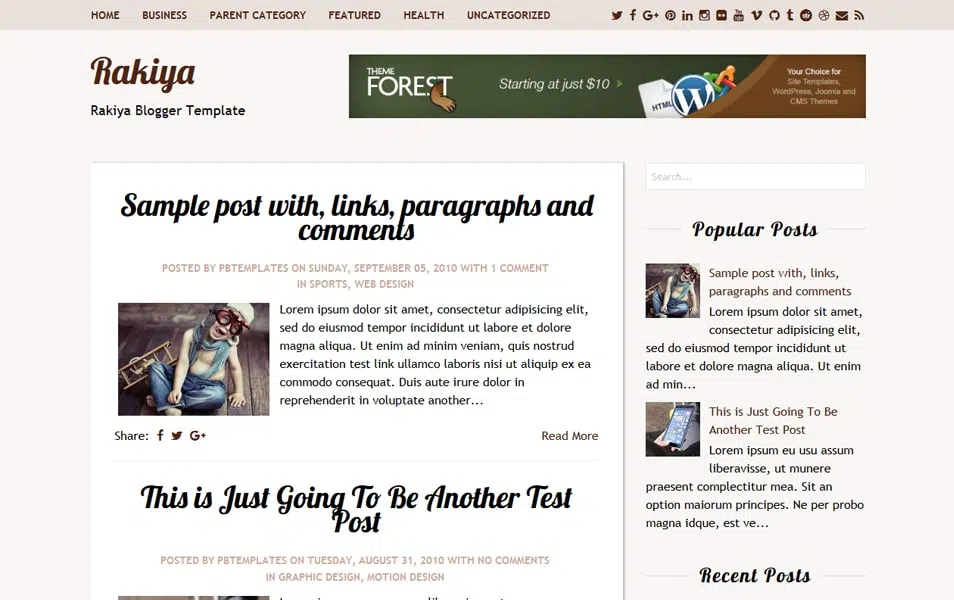 HOME BUSINESS PARENT CATEGORY FEATURED HEALTH UNCATEGORIZED
Rakiya
Rakiya Blogger Template
THEME
FOREST
Starting at just $10
HTML
Your Choice for
Site Templates,
WordPress, Joomla and
CMS Themes
Sample post with, links, paragraphs and
comments
POSTED BY PBTEMPLATES ON SUNDAY, SEPTEMBER 05, 2010 WITH 1 COMMENT
IN SPORTS, WEB DESIGN
Lorem ipsum dolor sit amet, consectetur adipisicing elit,
sed do eiusmod tempor incididunt ut labore et dolore
magna aliqua. Ut enim ad minim veniam, quis nostrud
exercitation test link ullamco laboris nisi ut aliquip ex ea
commodo consequat. Duis aute irure dolor in
reprehenderit in voluptate another...
Share:
Read More
This is Just Going To Be Another Test
Post
POSTED BY PBTEMPLATES ON TUESDAY, AUGUST 31, 2010 WITH NO COMMENTS
IN GRAPHIC DESIGN, MOTION DESIGN
Search...
Popular Posts
Sample post with, links,
paragraphs and comments
Lorem ipsum dolor sit amet,
consectetur adipisicing elit,
sed do eiusmod tempor incididunt ut
labore et dolore magna aliqua. Ut enim
ad min...
This is Just Going To Be
Another Test Post
Lorem ipsum eu usu assum
liberavisse, ut munere
praesent complectitur mea. Sit an
option maiorum principes. Ne per probo
magna idque, est ve...
Recent Posts